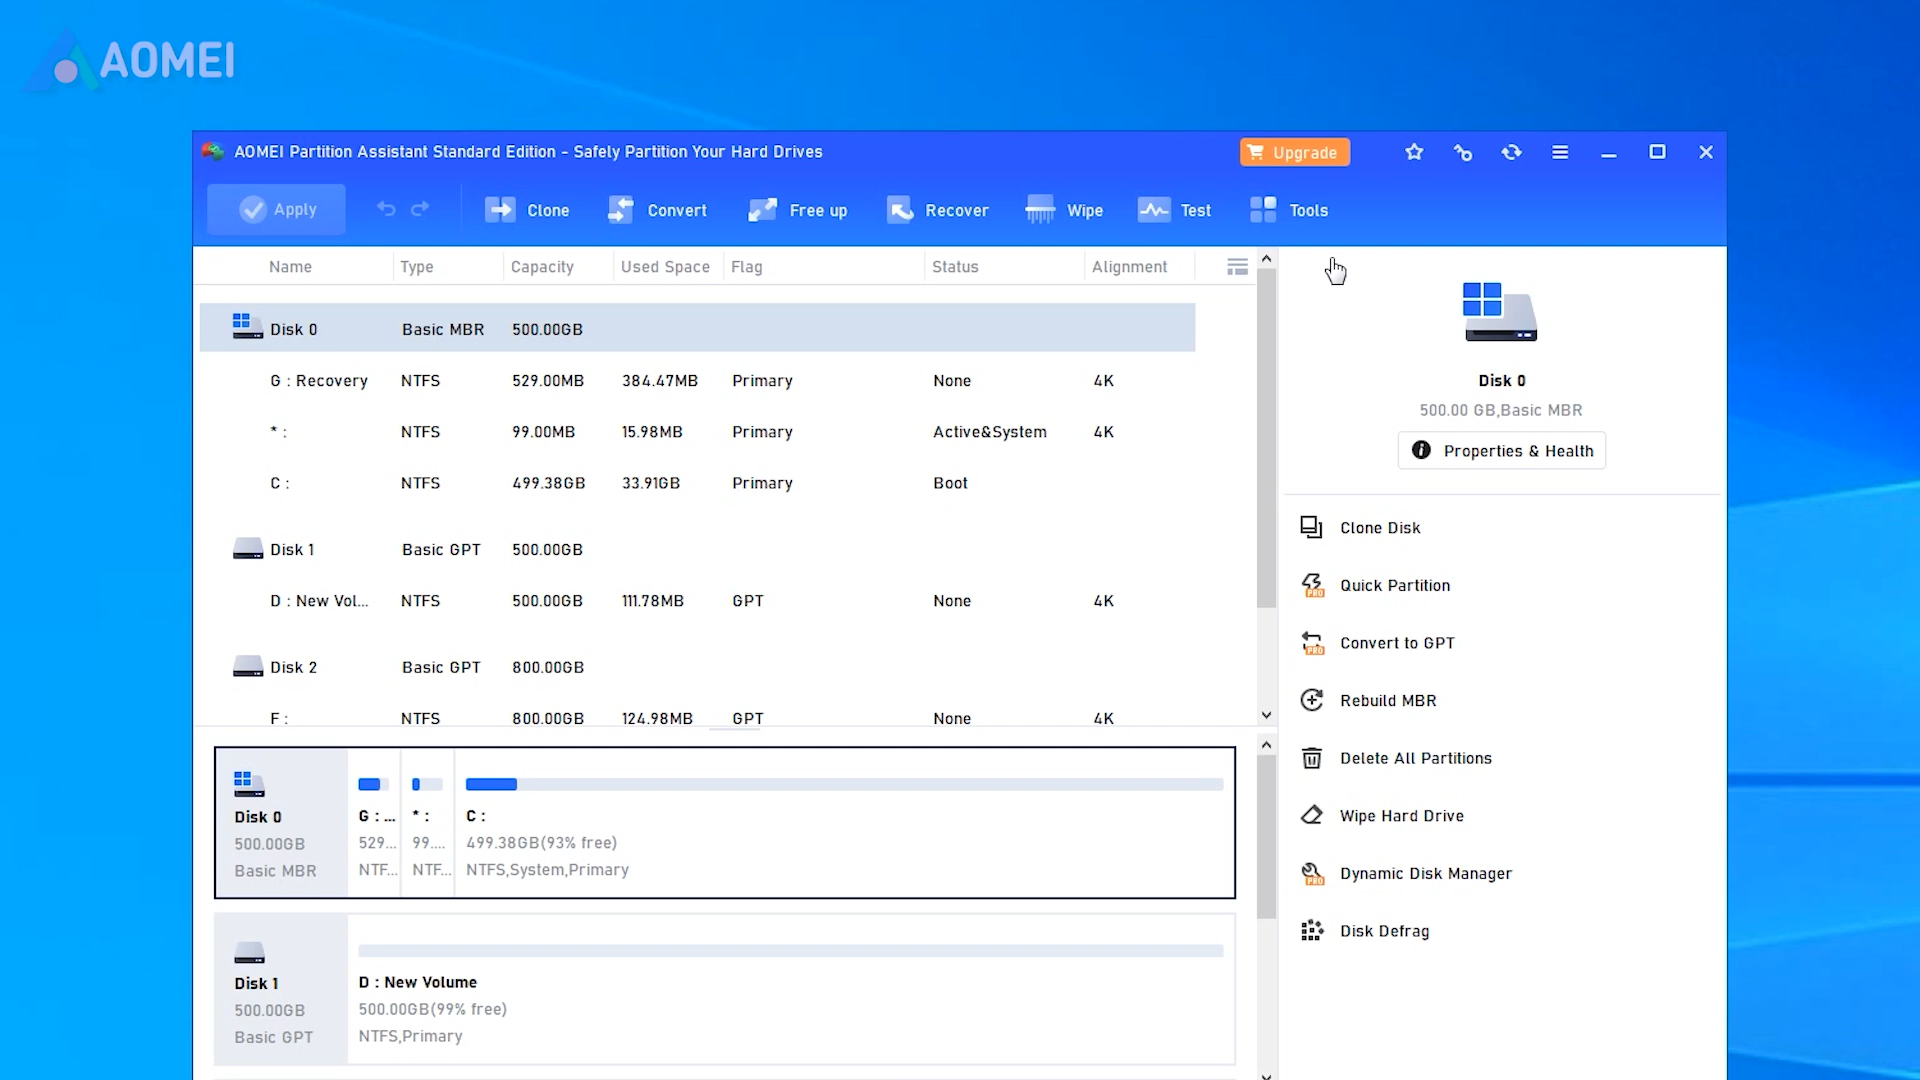 AOMEI
AOMEI Partition Assistant Standard Edition - Safely Partition Your Hard Drives
Upgrade
Apply Clone Convert Free up Recover Wipe Test Tools
Name Type Capacity Used Space Flag Status Alignment
Disk 0 Basic MBR 500.00GB
G : Recovery NTFS 529.00MB 384.47MB Primary None 4K
* : NTFS 99.00MB 15.98MB Primary Active&System 4K
C : NTFS 499.38GB 33.91GB Primary Boot
Disk 1 Basic GPT 500.00GB
D : New Vol... NTFS 500.00GB 111.78MB GPT None 4K
Disk 2 Basic GPT 800.00GB
F : NTFS 800.00GB 124.98MB GPT None 4K
Disk 0
500.00GB
Basic MBR
G : ...
529...
NTF...
* :
99....
NTF...
C :
499.38GB(93% free)
NTFS,System,Primary
Disk 1
500.00GB
Basic GPT
D : New Volume
500.00GB(99% free)
NTFS,Primary
Disk 0
500.00 GB,Basic MBR
Properties & Health
Clone Disk
PRO Quick Partition
PRO Convert to GPT
Rebuild MBR
Delete All Partitions
Wipe Hard Drive
PRO Dynamic Disk Manager
Disk Defrag